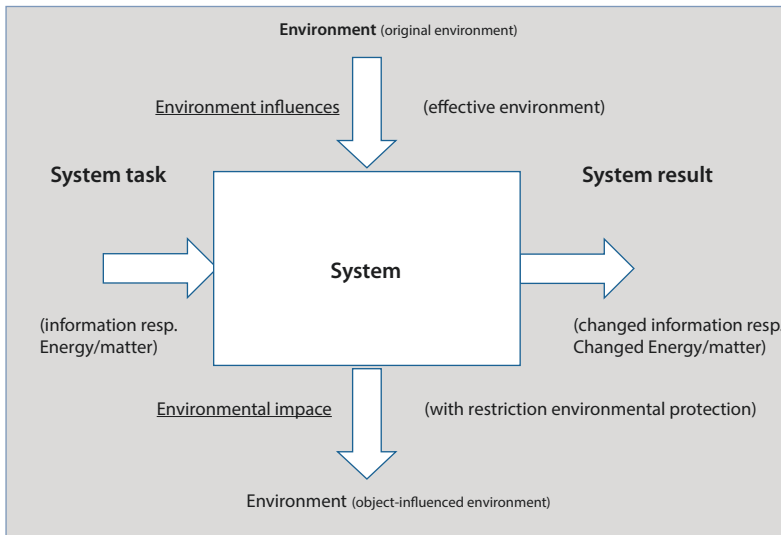 Environment (original environment)
Environment influences (effective environment)
System task System result
System
(information resp. (changed information resp.
Energy/matter) Changed Energy/matter)
Environmental impace (with restriction environmental protection)
Environment (object-influenced environment)